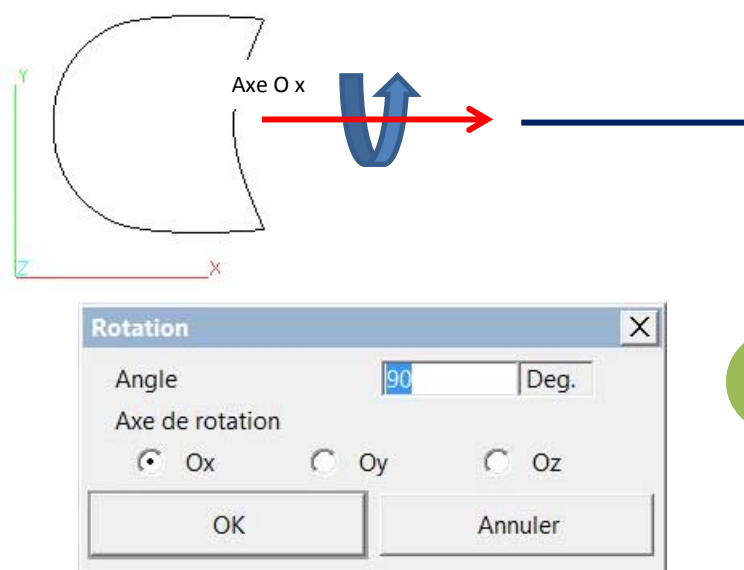 Y
Axe O x
Z
X
Rotation
Angle
90
Deg.
Axe de rotation
Ox
Oy
Oz
OK
Annuler